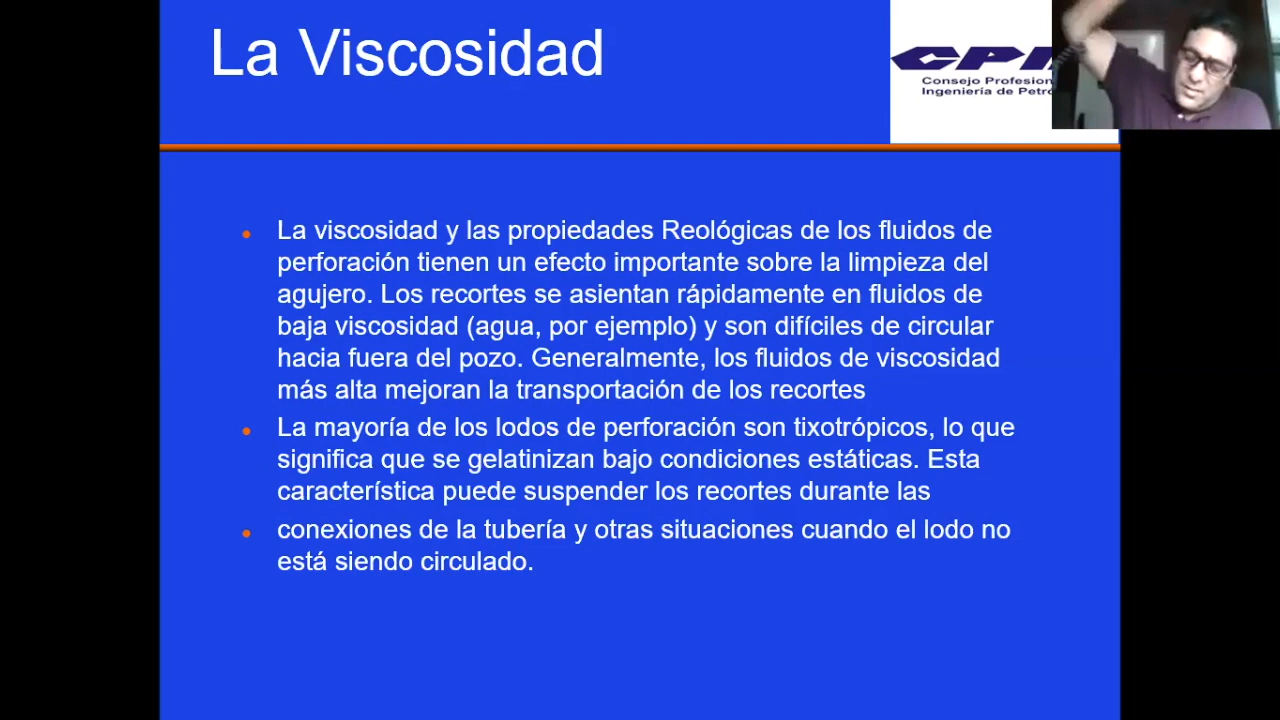 La Viscosidad
CPI
Consejo Profesion
Ingeniería de Petró
La viscosidad y las propiedades Reológicas de los fluidos de
perforación tienen un efecto importante sobre la limpieza del
agujero. Los recortes se asientan rápidamente en fluidos de
baja viscosidad (agua, por ejemplo) y son difíciles de circular
hacia fuera del pozo. Generalmente, los fluidos de viscosidad
más alta mejoran la transportación de los recortes
La mayoría de los lodos de perforación son tixotrópicos, lo que
significa que se gelatinizan bajo condiciones estáticas. Esta
característica puede suspender los recortes durante las
conexiones de la tubería y otras situaciones cuando el lodo no
está siendo circulado.